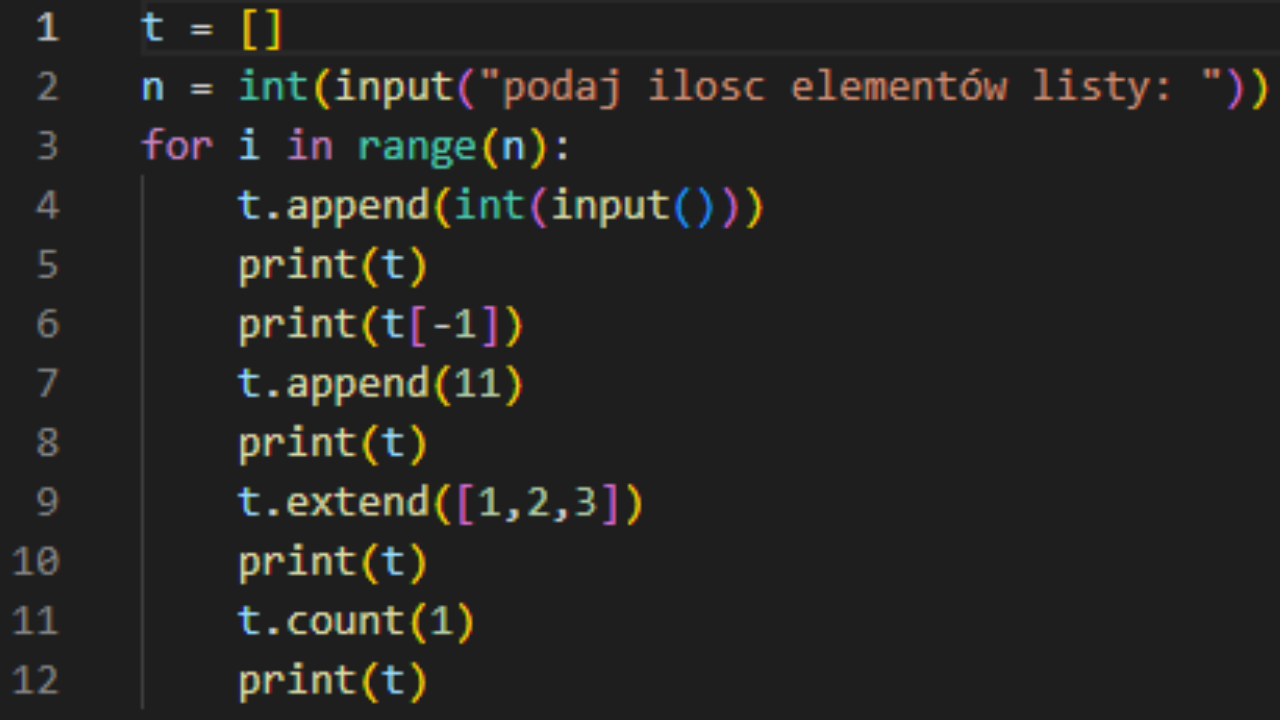 1 t = []
2 n = int(input("podaj ilosc elementów listy: "))
3 for i in range(n):
4     t.append(int(input()))
5     print(t)
6     print(t[-1])
7     t.append(11)
8     print(t)
9     t.extend([1,2,3])
10     print(t)
11     t.count(1)
12     print(t)